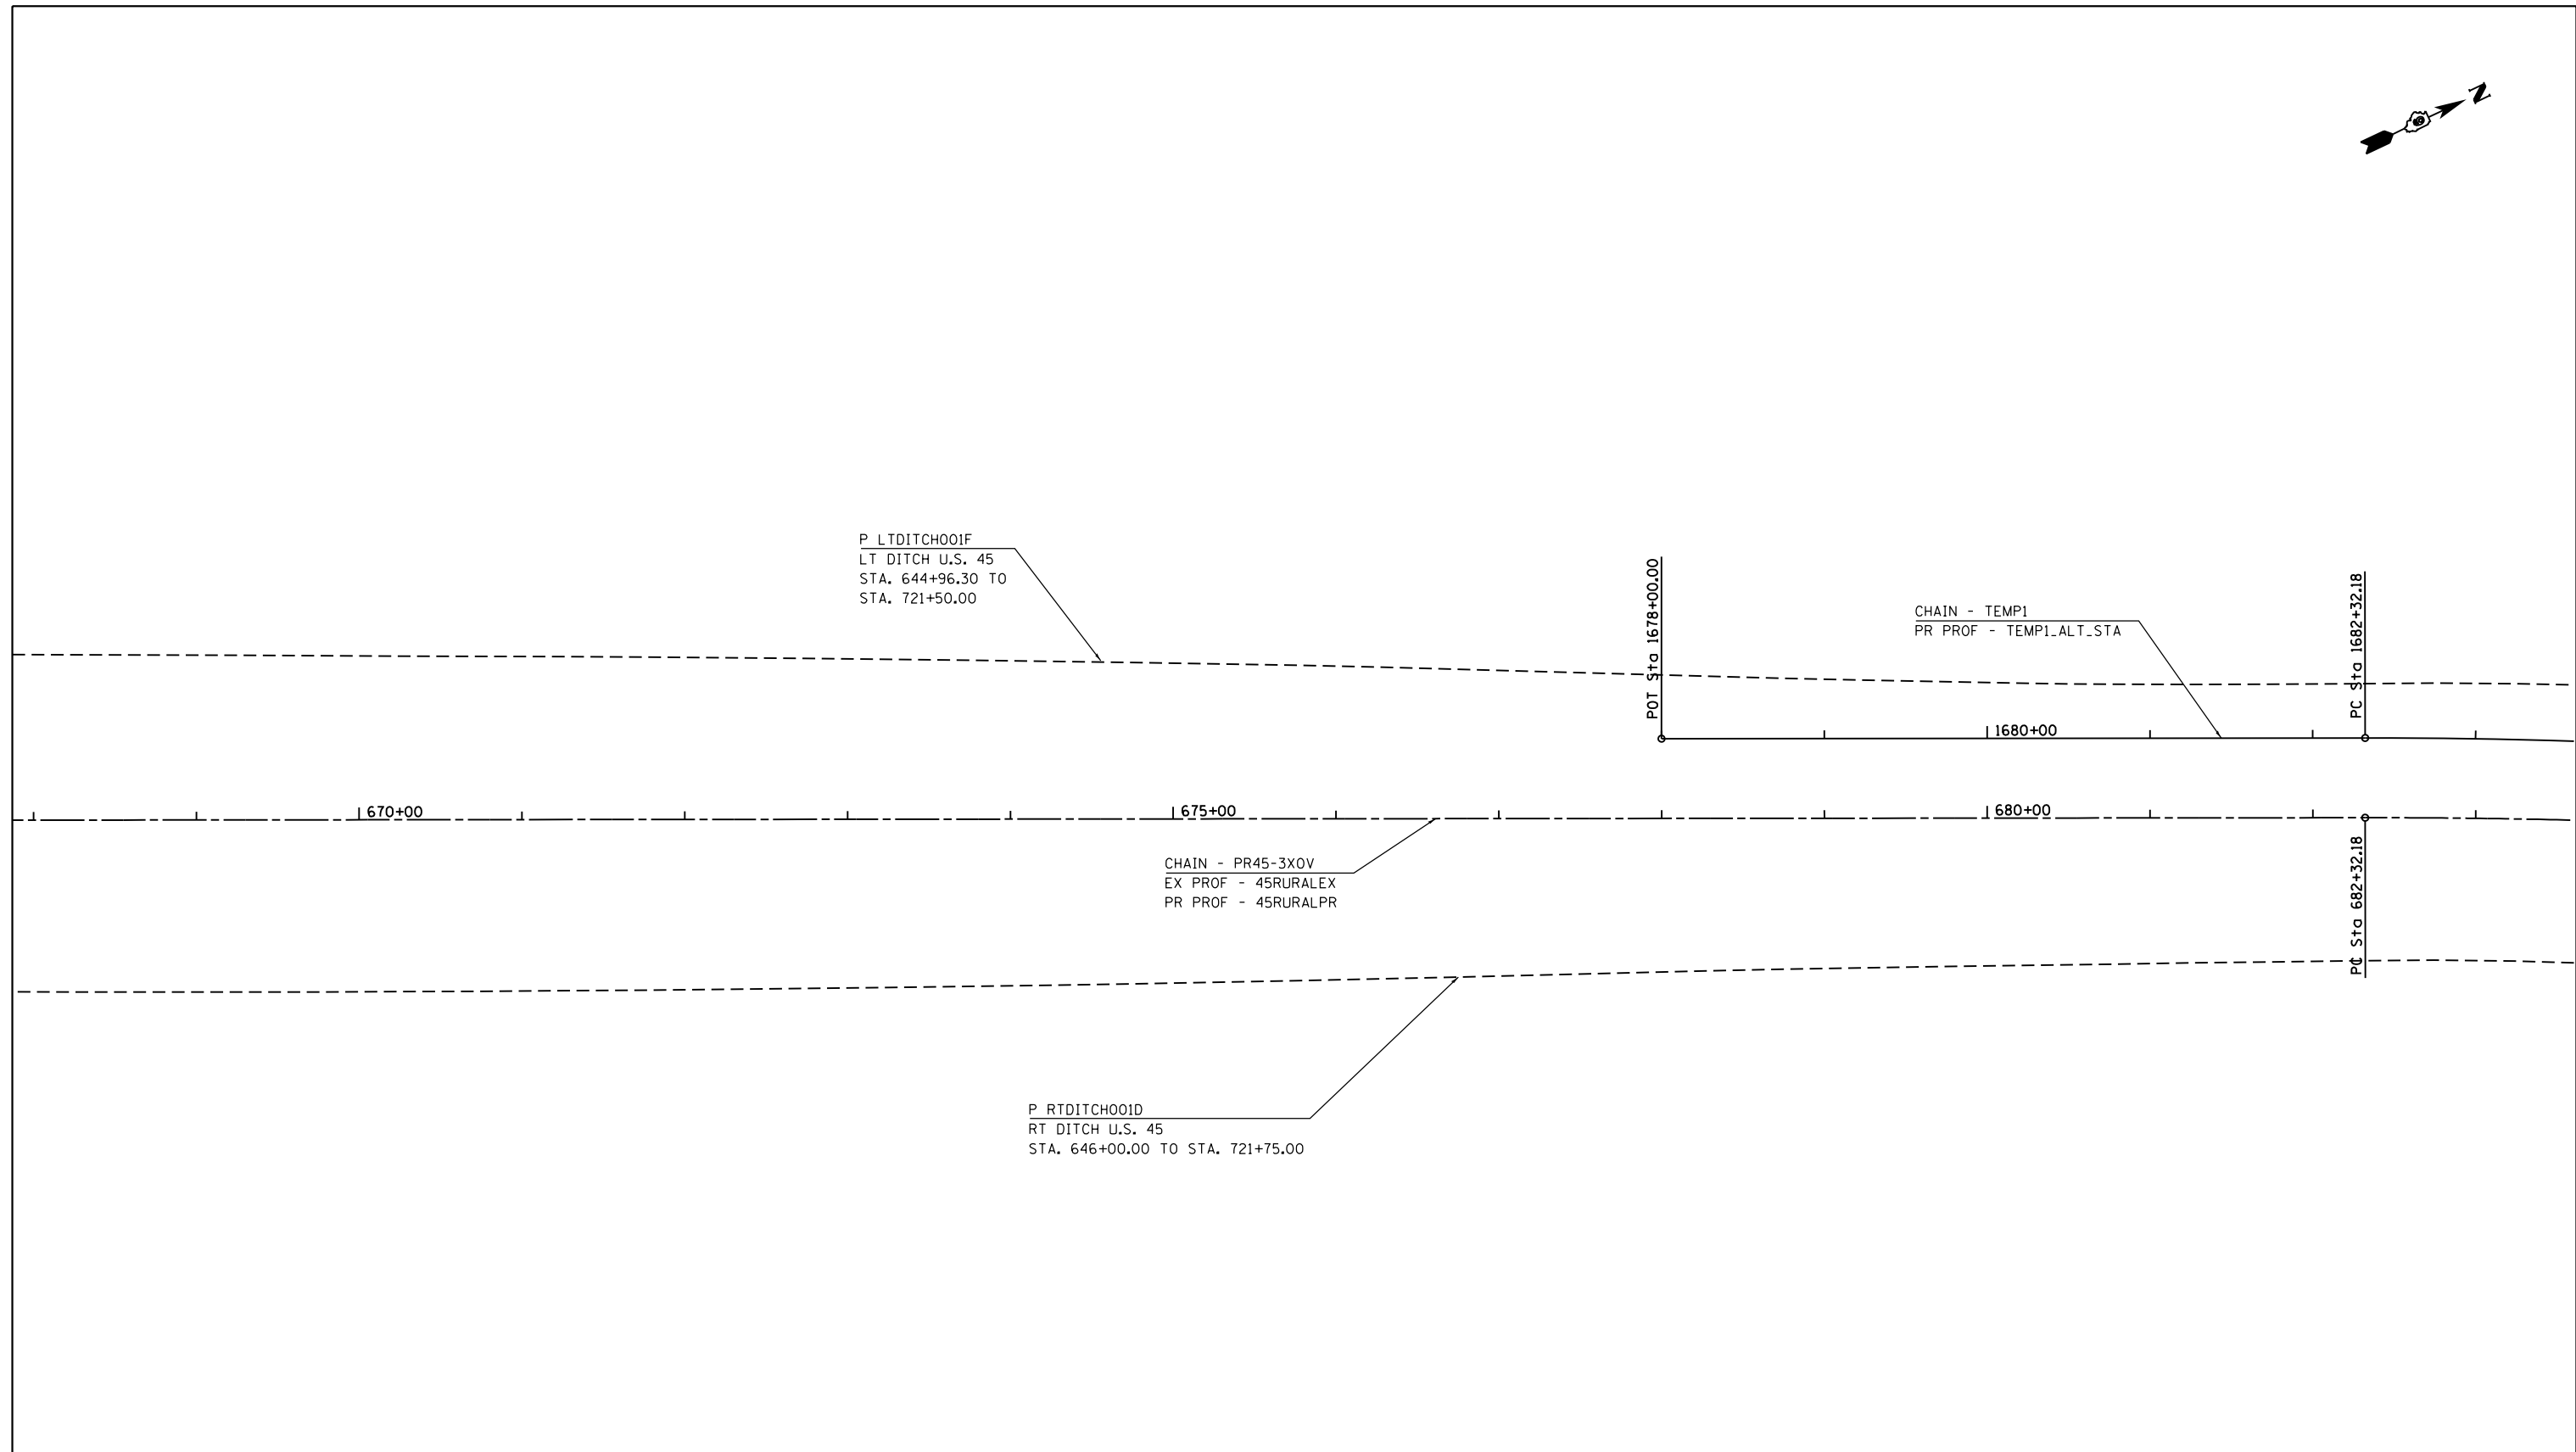 N
P LTDITCH001F
LT DITCH U.S. 45
STA. 644+96.30 TO
STA. 721+50.00
POT Sta 1678+00.00
CHAIN - TEMP1
PR PROF - TEMP1_ALT_STA
PC Sta 1682+32.18
1680+00
670+00
675+00
680+00
CHAIN - PR45-3XOV
EX PROF - 45RURALEX
PR PROF - 45RURALPR
PC Sta 682+32.18
P RTDITCH001D
RT DITCH U.S. 45
STA. 646+00.00 TO STA. 721+75.00